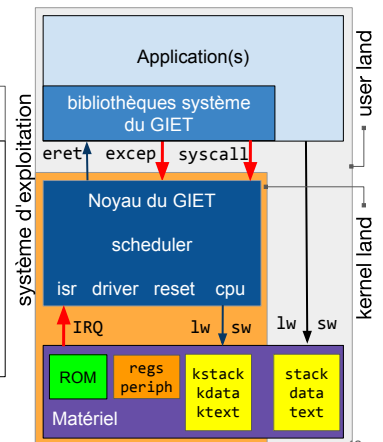 Application(s)
bibliothèques système
du GIET
eret excep syscall
Noyau du GIET
scheduler
isr driver reset cpu
IRQ lw sw lw sw
ROM
regs
periph
kstack
kdata
ktext
stack
data
text
Matériel
système d'exploitation
user land
kernel land